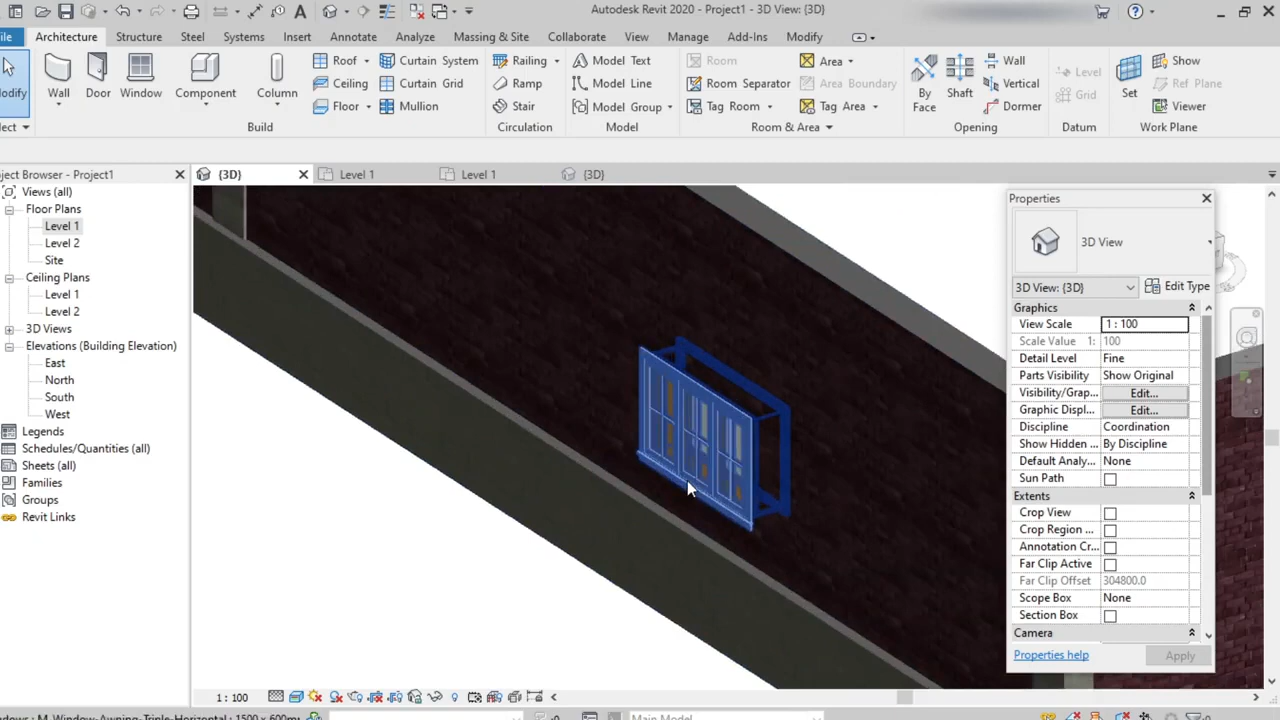 Autodesk Revit 2020 - Project1 - 3D View: {3D}
Architecture Structure Steel Systems Insert Annotate Analyze Massing & Site Collaborate View Manage Add-Ins Modify
Roof Curtain System Railing Model Text Room Area Wall Show
Wall Door Window Component Column
Ceiling Curtain Grid Ramp Model Line Room Separator Area Boundary By Face Shaft Vertical Level Set Ref Plane
Floor Mullion Stair Model Group Tag Room Tag Area Dormer Grid Viewer
Build Circulation Model Room & Area Opening Datum Work Plane
ject Browser - Project1
{3D} Level 1 Level 1 {3D}
Views (all)
Floor Plans
Level 1
Level 2
Site
Ceiling Plans
Level 1
Level 2
3D Views
Elevations (Building Elevation)
East
North
South
West
Legends
Schedules/Quantities (all)
Sheets (all)
Families
Groups
Revit Links
Properties
3D View
3D View: {3D} Edit Type
Graphics
View Scale 1 : 100
Scale Value 1: 100
Detail Level Fine
Parts Visibility Show Original
Visibility/Grap... Edit...
Graphic Displ... Edit...
Discipline Coordination
Show Hidden ... By Discipline
Default Analy... None
Sun Path
Extents
Crop View
Crop Region ...
Annotation Cr...
Far Clip Active
Far Clip Offset 304800.0
Scope Box None
Section Box
Camera
Properties help Apply
1 : 100
ndows : M_Window-Awning-Triple-Horizontal : 1500 x 600mm
Main Model